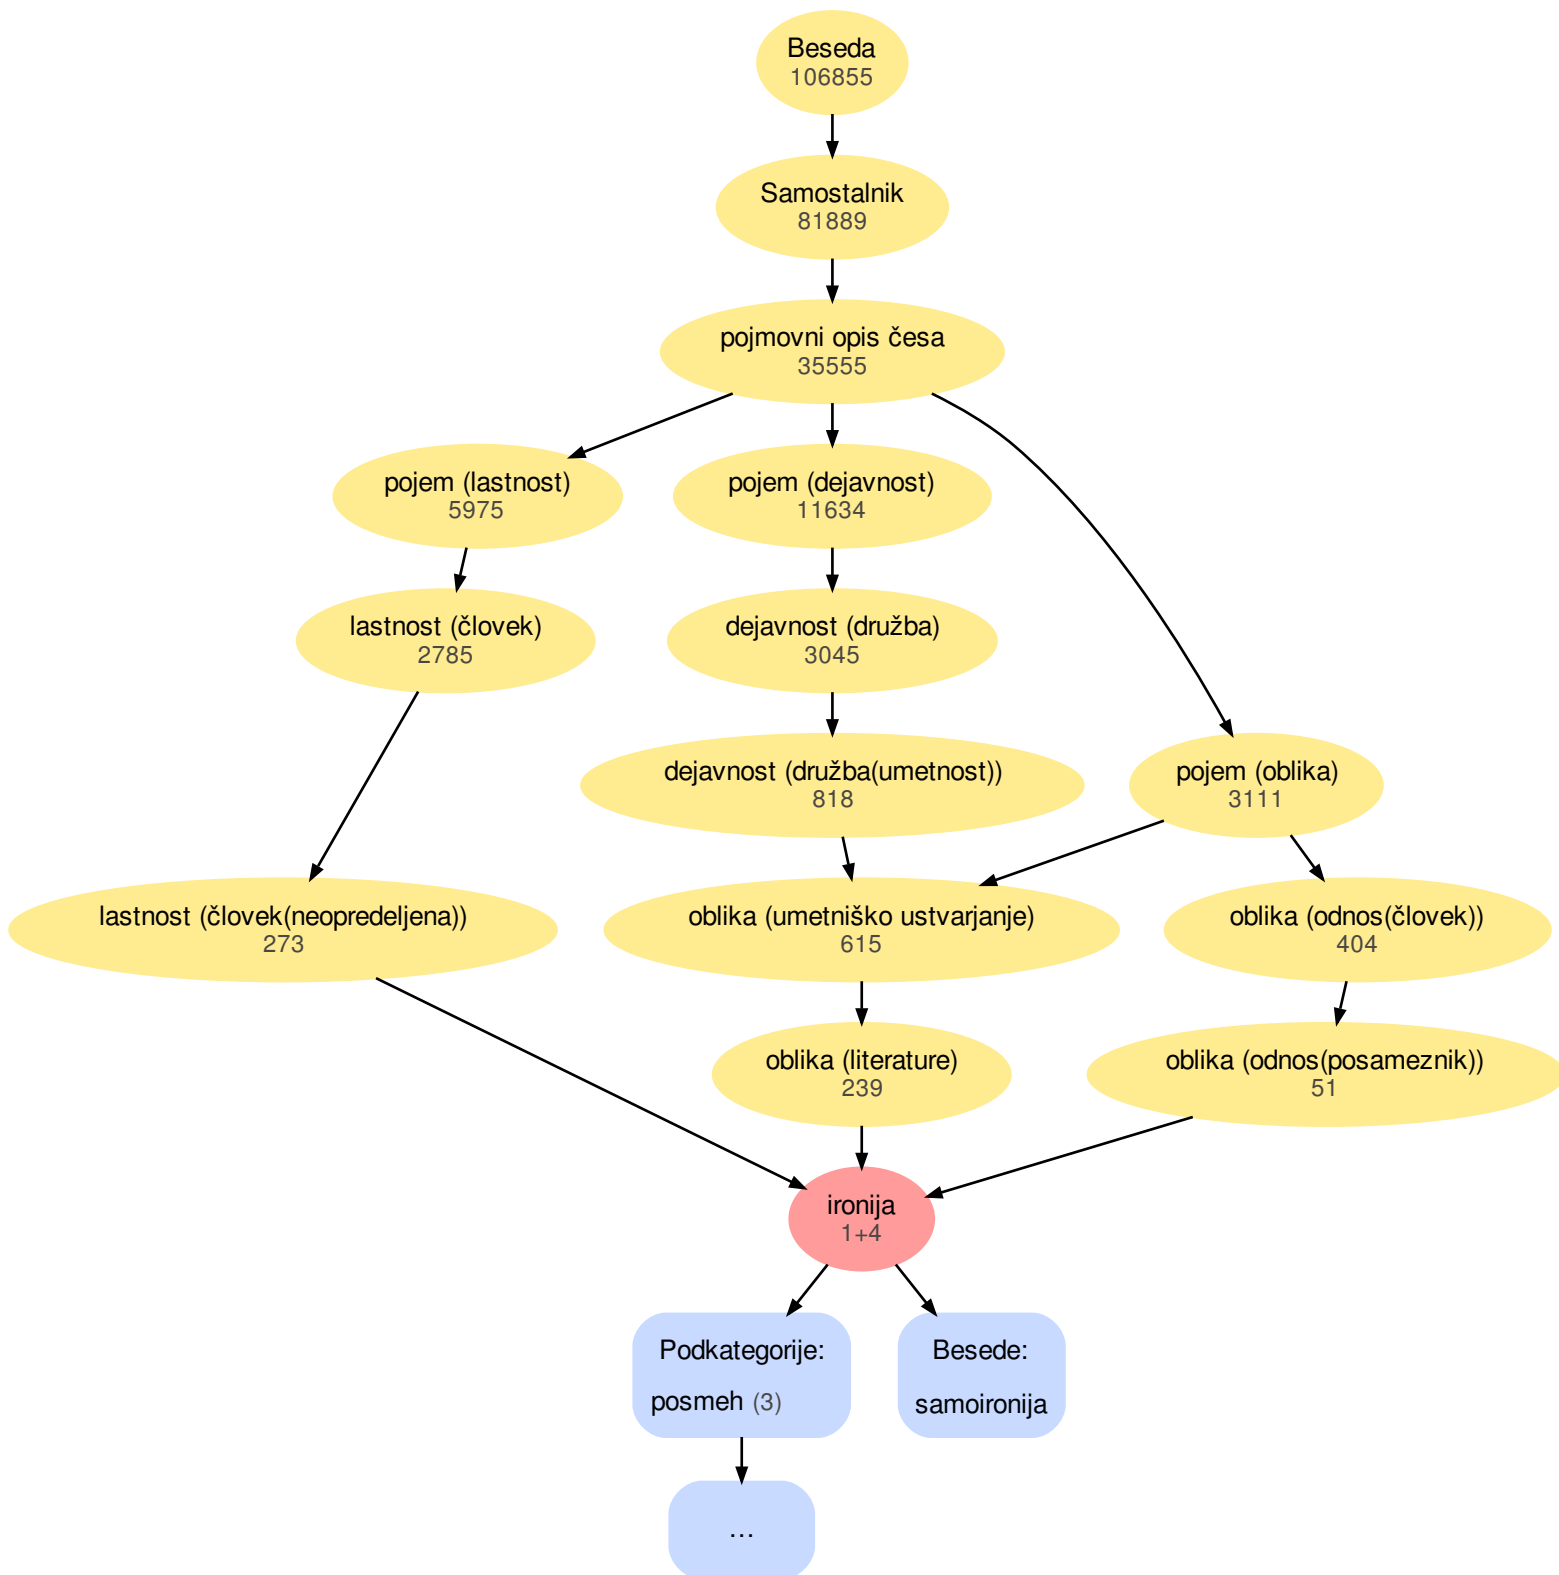 Beseda
106855
Samostalnik
81889
pojmovni opis česa
35555
pojem (lastnost)
5975
pojem (dejavnost)
11634
lastnost (človek)
2785
dejavnost (družba)
3045
dejavnost (družba(umetnost))
818
pojem (oblika)
3111
lastnost (človek(neopredeljena))
273
oblika (umetniško ustvarjanje)
615
oblika (odnos(človek))
404
oblika (literature)
239
oblika (odnos(posameznik))
51
ironija
1+4
Podkategorije:
posmeh (3)
Besede:
samoironija
...